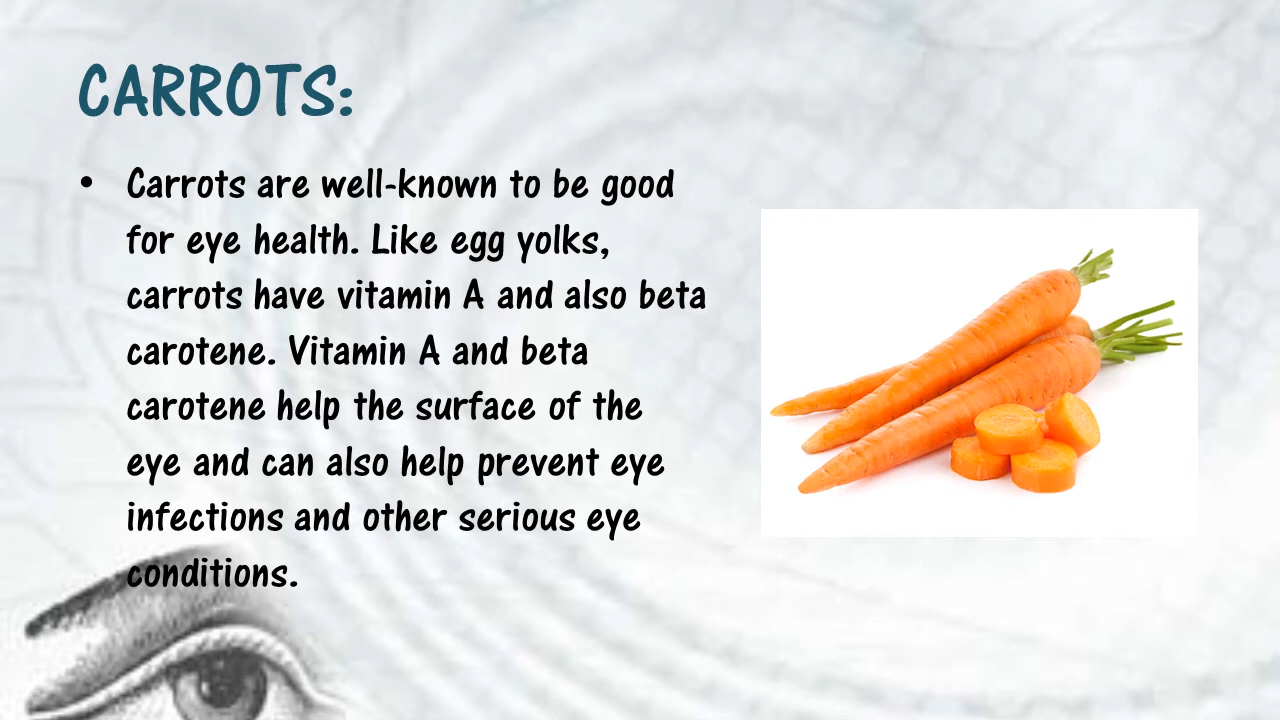 CARROTS:
• Carrots are well-known to be good
for eye health. Like egg yolks,
carrots have vitamin A and also beta
carotene. Vitamin A and beta
carotene help the surface of the
eye and can also help prevent eye
infections and other serious eye
conditions.